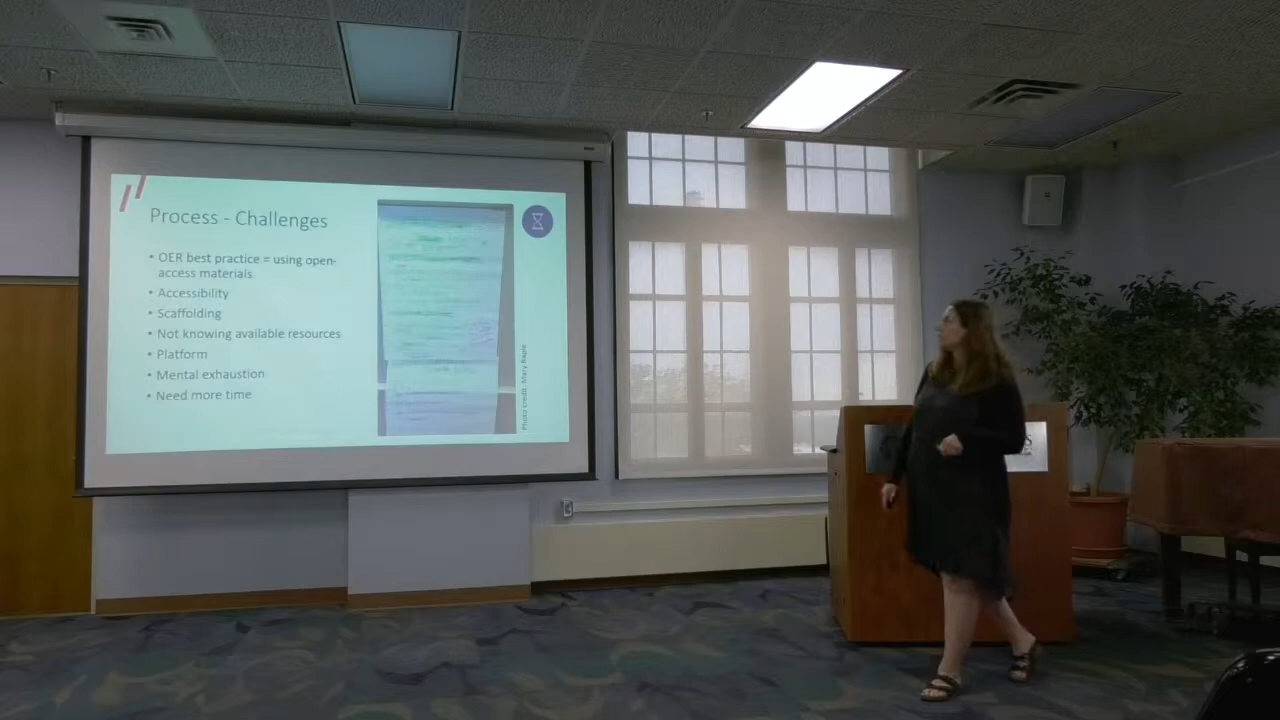 Process - Challenges
• OER best practice = using open-
access materials
• Accessibility
• Scaffolding
• Not knowing available resources
• Platform
• Mental exhaustion
• Need more time
Photo credit: Mary Rapie